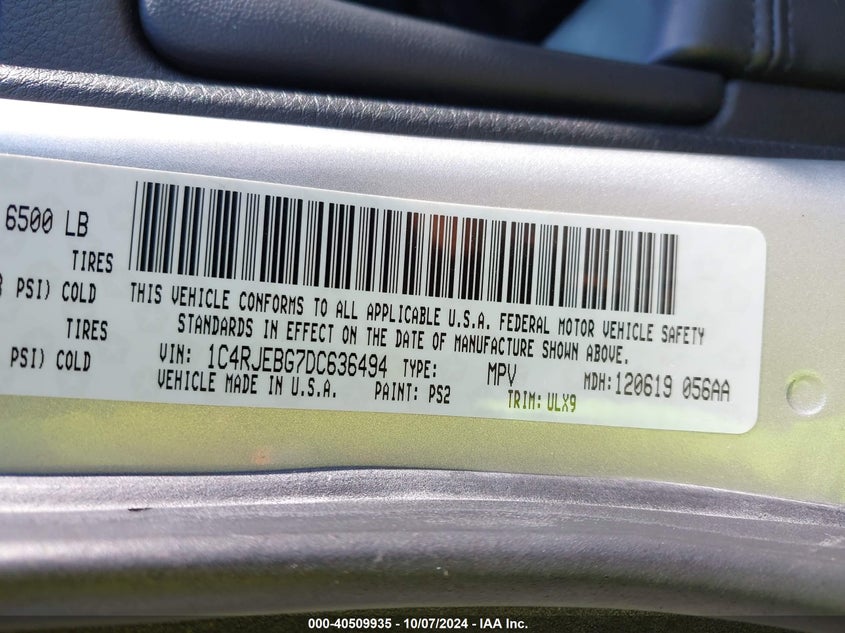 6500 LB
TIRES
PSI) COLD
TIRES
PSI) COLD
THIS VEHICLE CONFORMS TO ALL APPLICABLE U.S.A. FEDERAL MOTOR VEHICLE SAFETY
STANDARDS IN EFFECT ON THE DATE OF MANUFACTURE SHOWN ABOVE.
VIN: 1C4RJEBG7DC636494 TYPE: MPV MDH: 120619 056AA
VEHICLE MADE IN U.S.A. PAINT: PS2 TRIM: ULX9
000-40509935 - 10/07/2024 - IAA Inc.